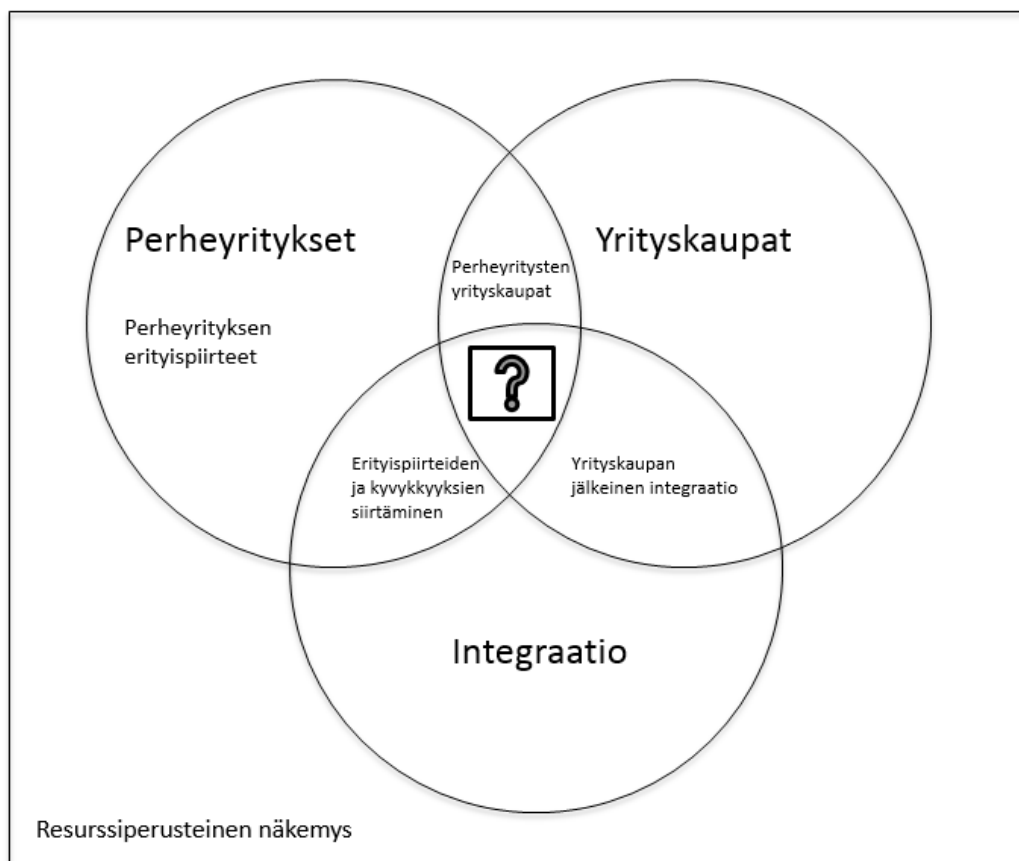 Perheyritykset
Yrityskaupat
Perheyritysten
yrityskaupat
Perheyrityksen
erityispiirteet
?
Erityispiirteiden
ja kyvykkyyksien
siirtäminen
Yrityskaupan
jälkeinen integraatio
Integraatio
Resurssiperusteinen näkemys